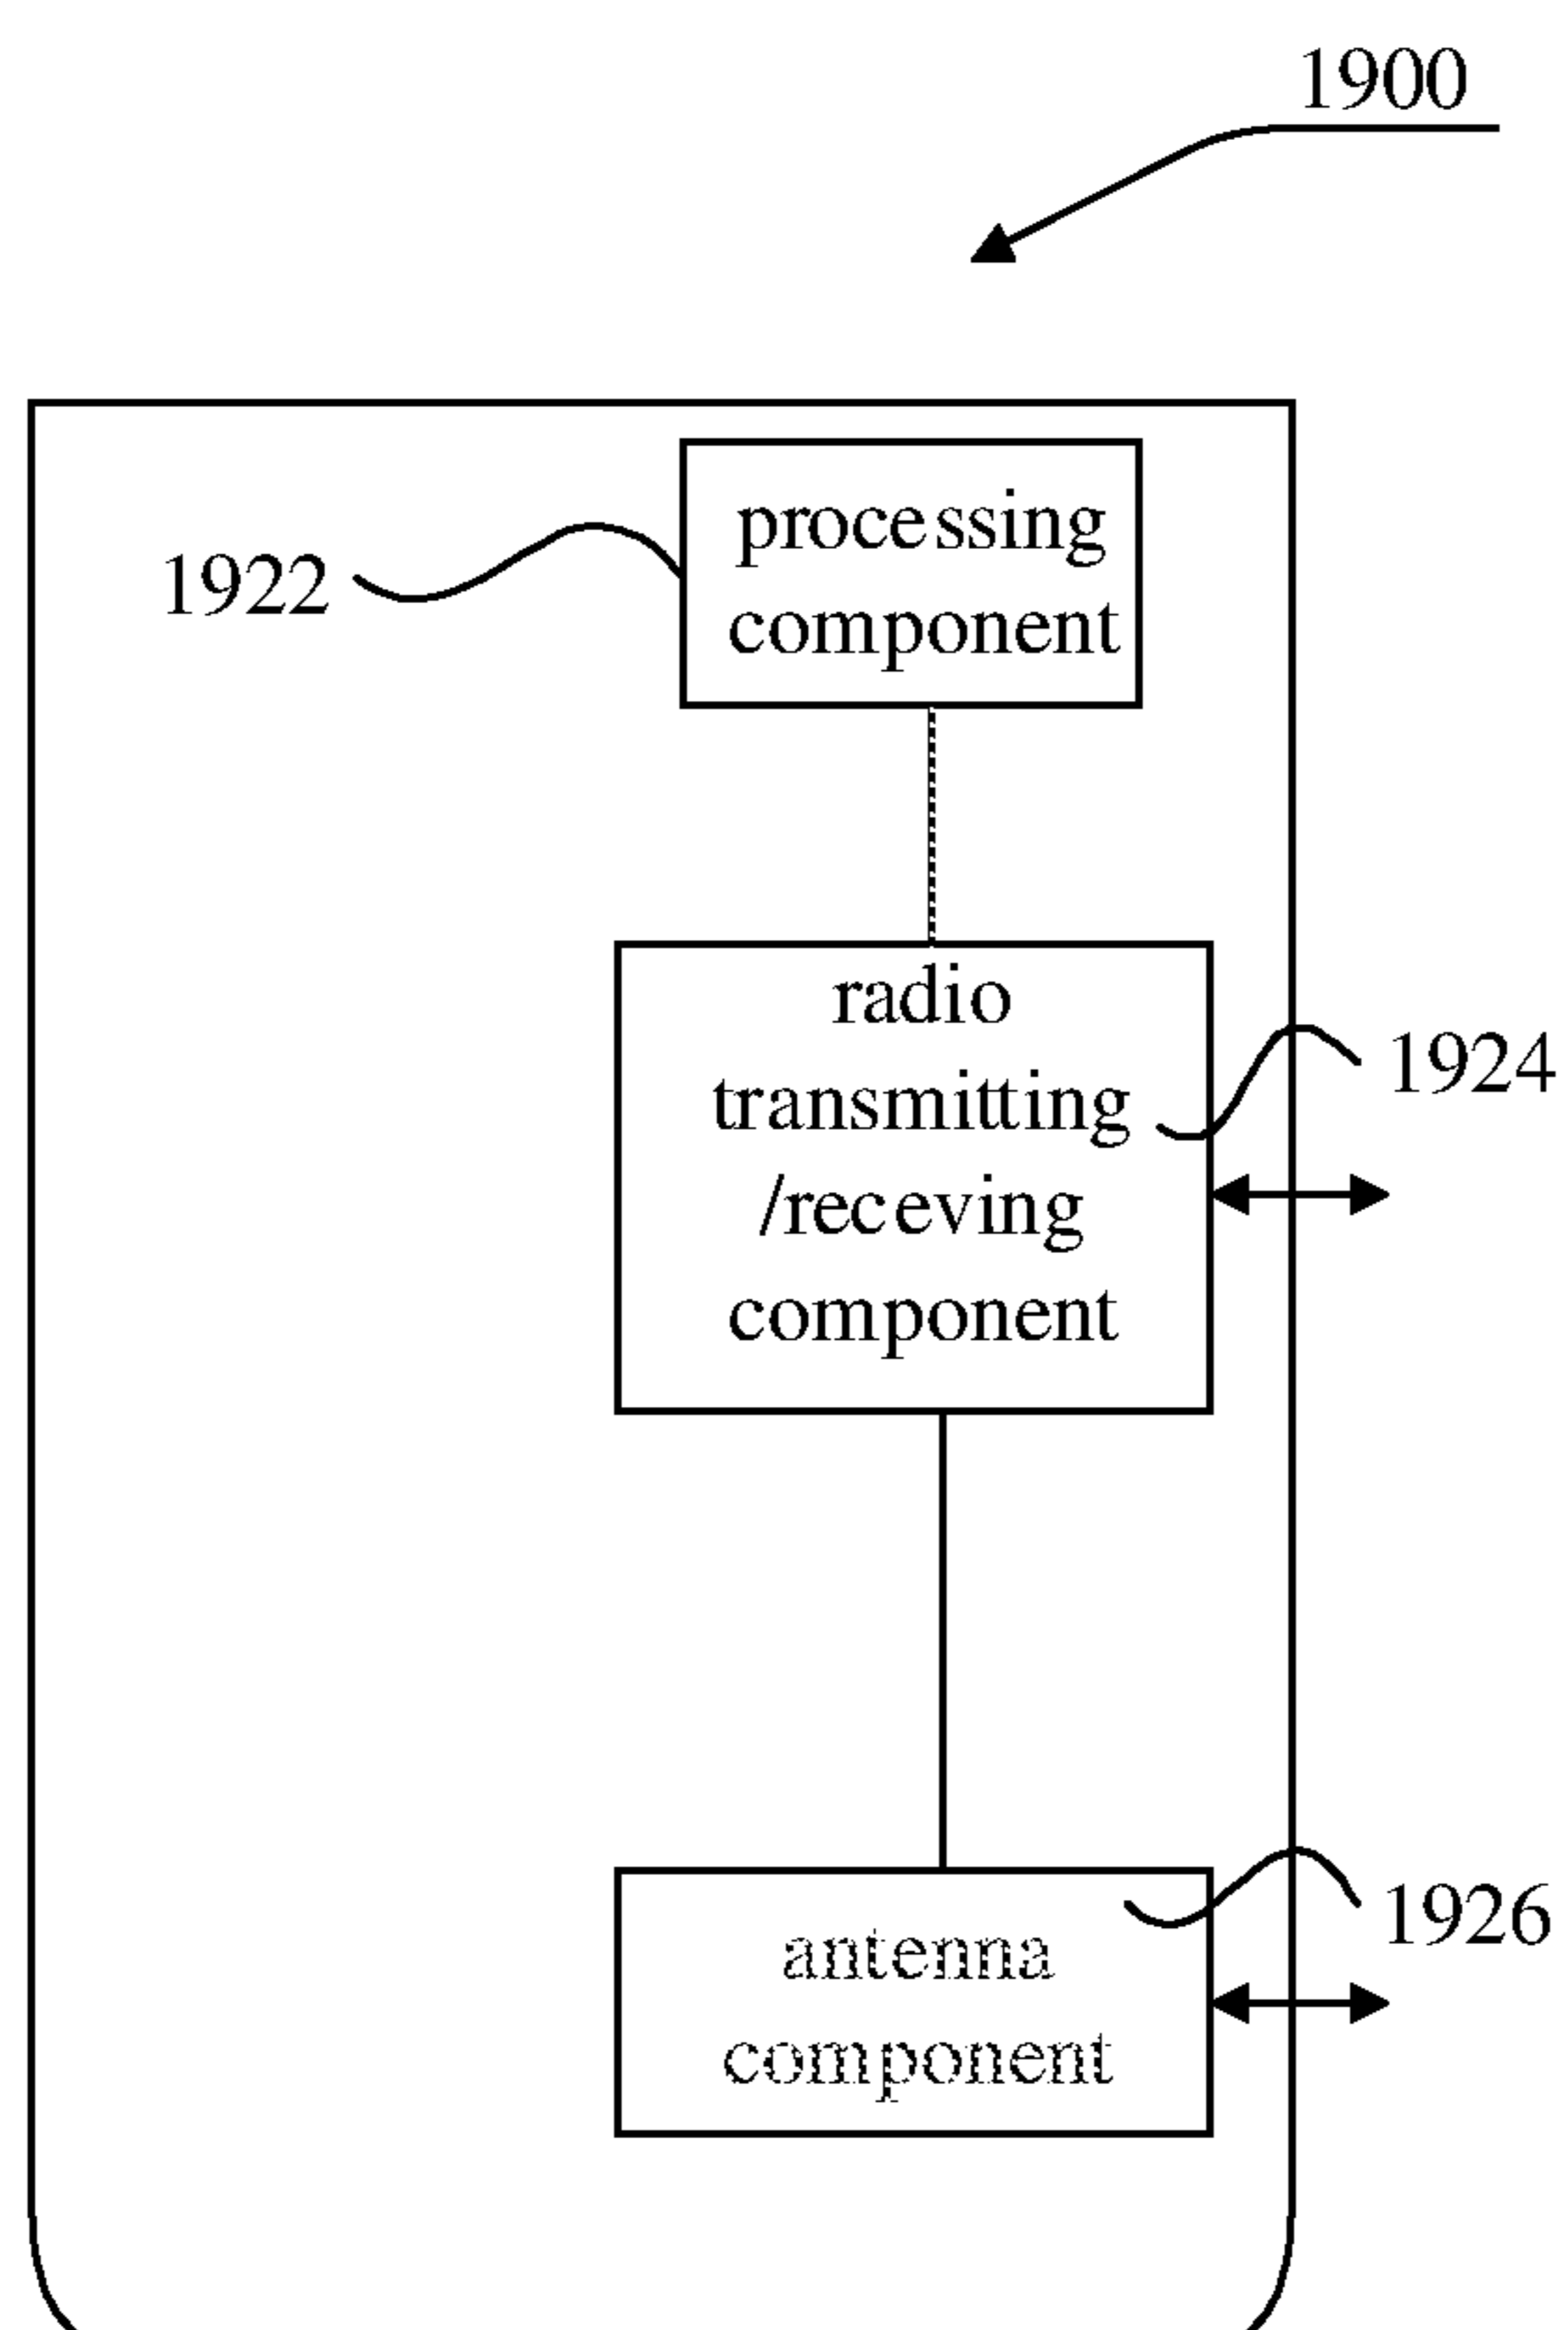 1900
processing
component
1922
radio
transmitting
/receving
component
1924
antenna
component
1926